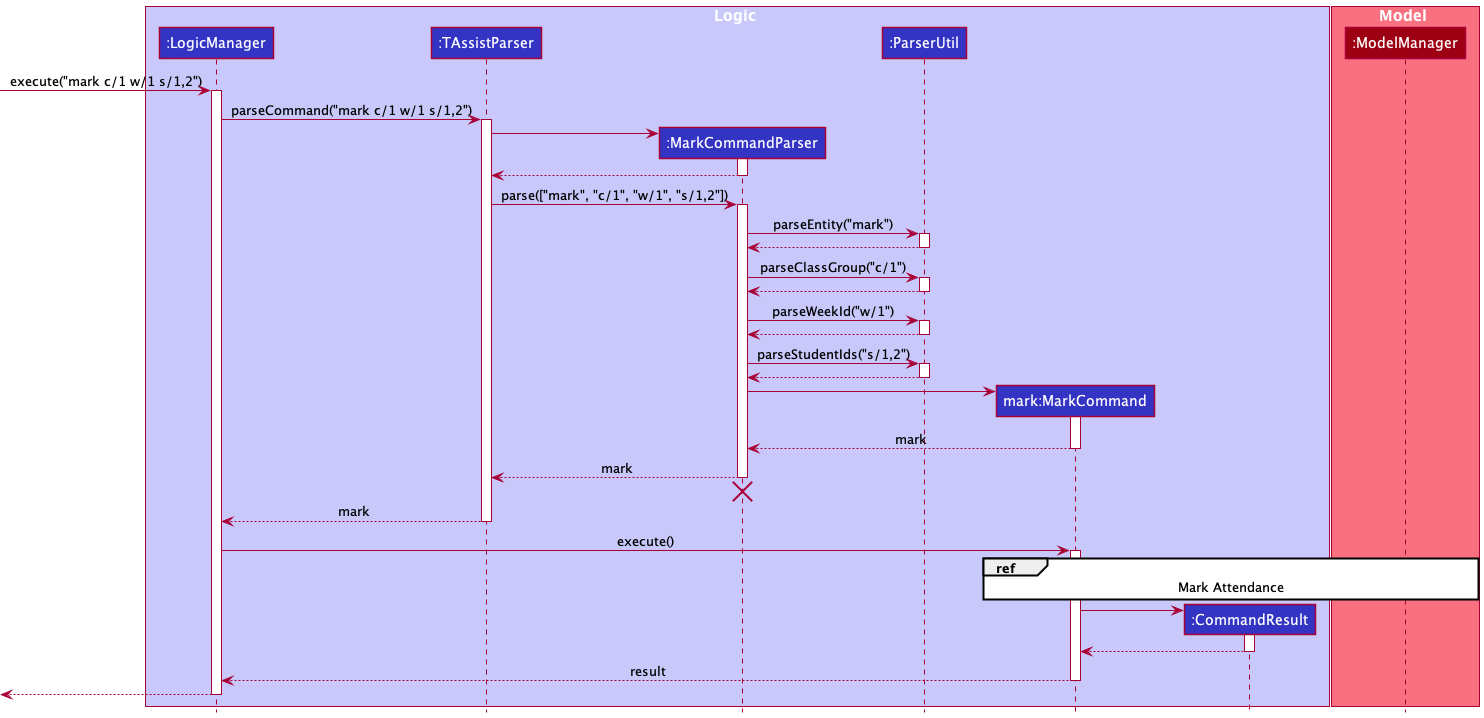 Logic
Model
:LogicManager
:TAssistParser
:ParserUtil
:ModelManager
execute("mark c/1 w/1 s/1,2")
parseCommand("mark c/1 w/1 s/1,2")
:MarkCommandParser
parse(["mark", "c/1", "w/1", "s/1,2"])
parseEntity("mark")
parseClassGroup("c/1")
parseWeekId("w/1")
parseStudentIds("s/1,2")
mark:MarkCommand
mark
mark
mark
execute()
ref
Mark Attendance
:CommandResult
result